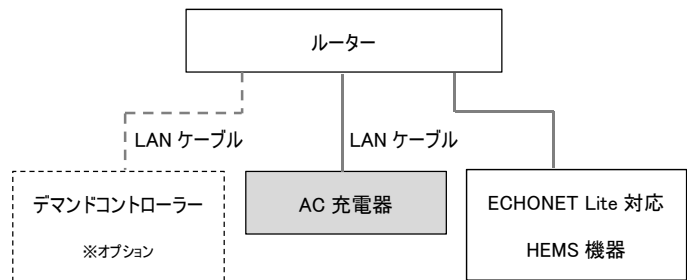 ルーター
LAN ケーブル
LAN ケーブル
デマンドコントローラー
※オプション
AC 充電器
ECHONET Lite 対応
HEMS 機器